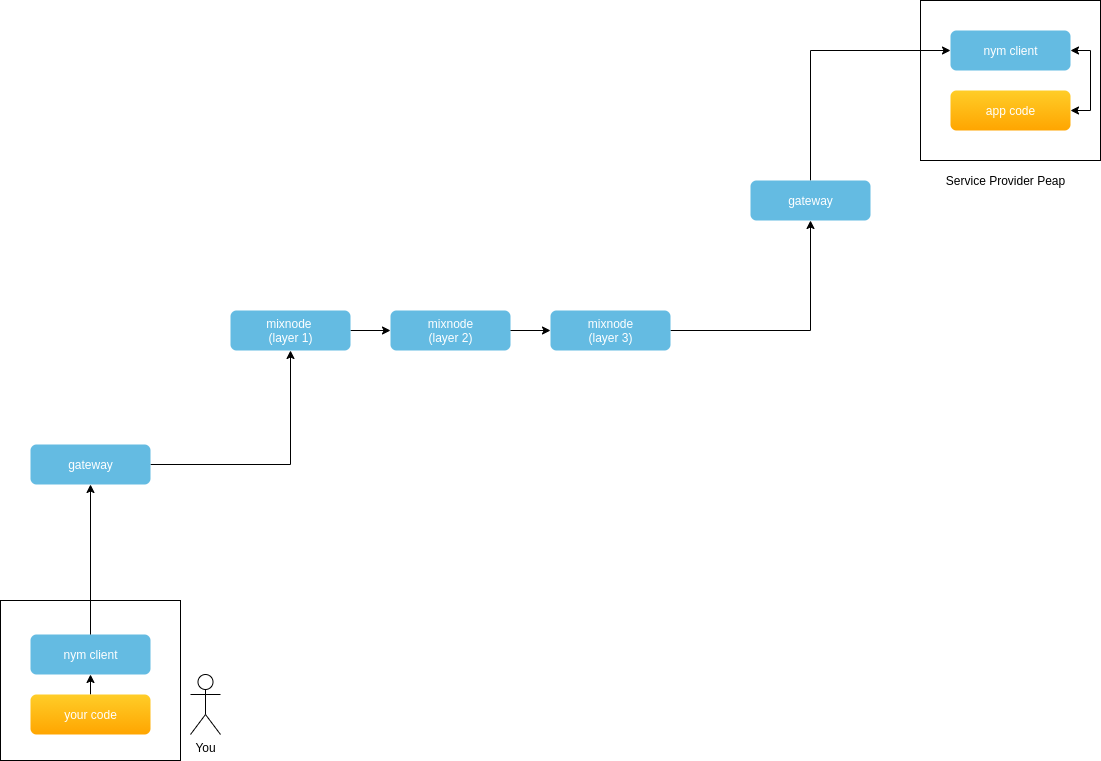 nym client
app code
Service Provider Peap
gateway
mixnode
(layer 1)
mixnode
(layer 2)
mixnode
(layer 3)
gateway
nym client
your code
You